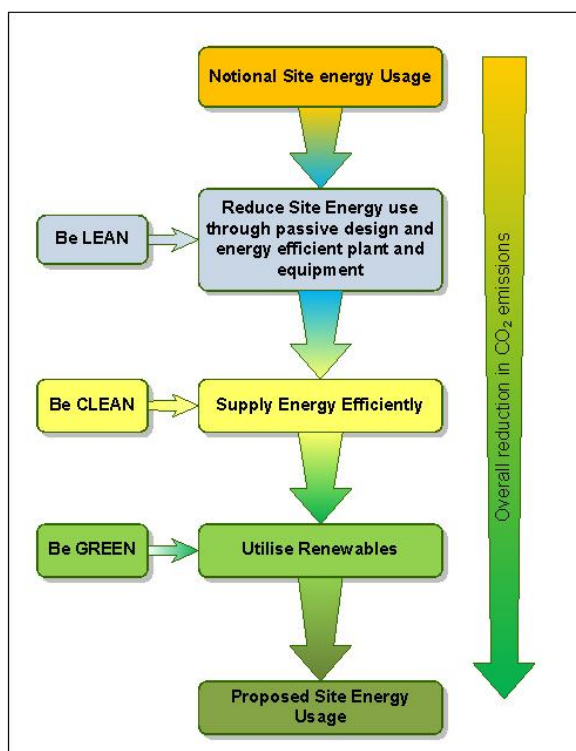 Notional Site energy Usage
Be LEAN
Reduce Site Energy use
through passive design and
energy efficient plant and
equipment
Be CLEAN
Supply Energy Efficiently
Be GREEN
Utilise Renewables
Proposed Site Energy
Usage
Overall reduction in CO₂ emissions